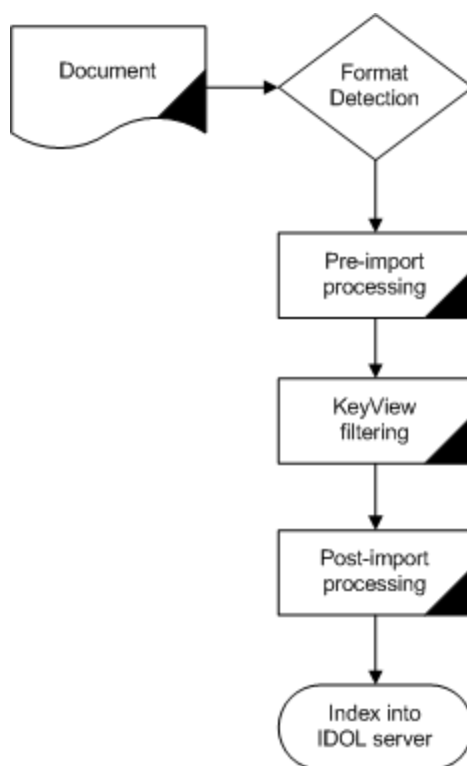 Document
Format
Detection
Pre-import
processing
KeyView
filtering
Post-import
processing
Index into
IDOL server